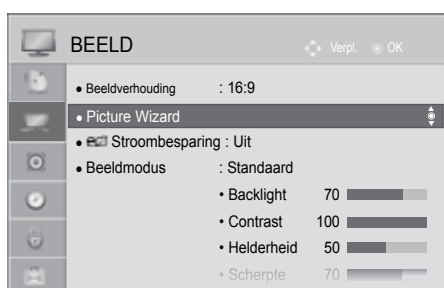 BEELD Verpl. OK
• Beeldverhouding : 16:9
• Picture Wizard
• Stroombesparing : Uit
• Beeldmodus : Standaard
• Backlight 70
• Contrast 100
• Helderheid 50
• Scherpte 70